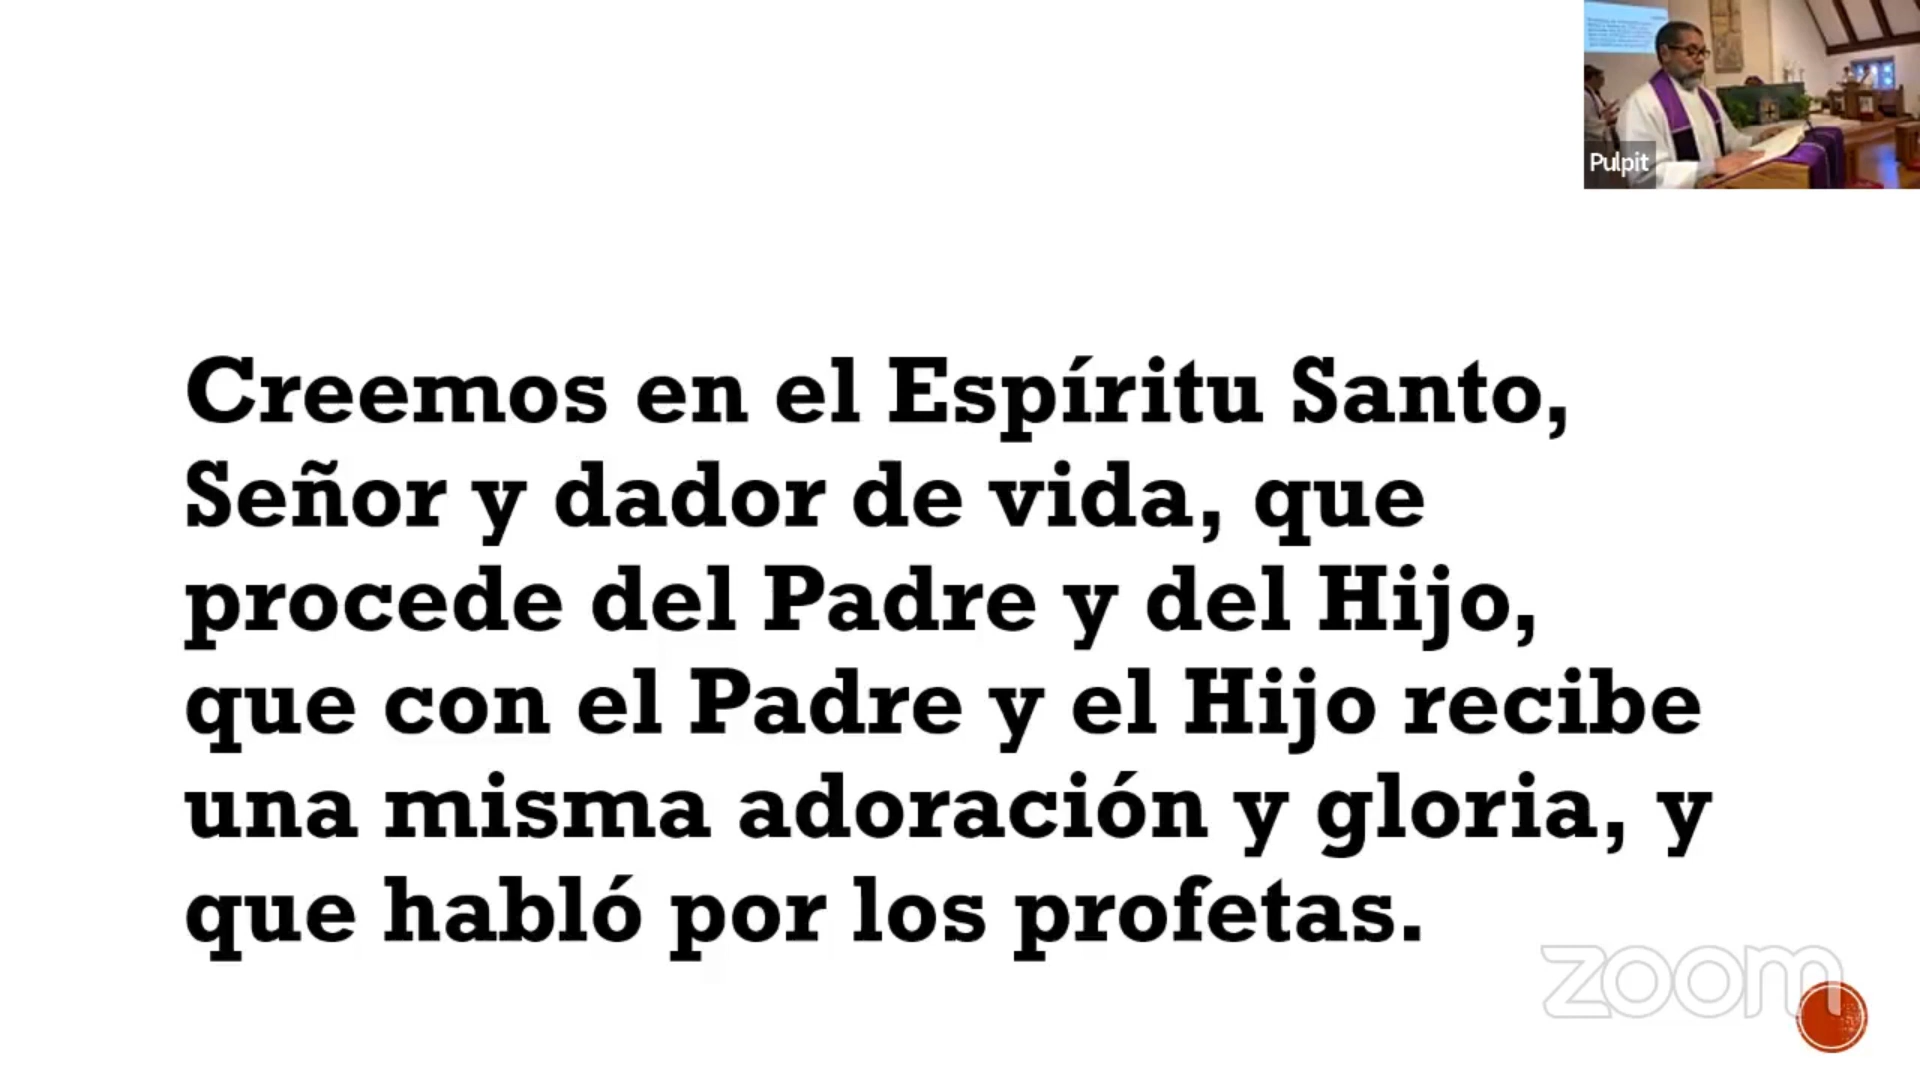 Pulpit
Creemos en el Espíritu Santo,
Señor y dador de vida, que
procede del Padre y del Hijo,
que con el Padre y el Hijo recibe
una misma adoración y gloria, y
que habló por los profetas.
zoom